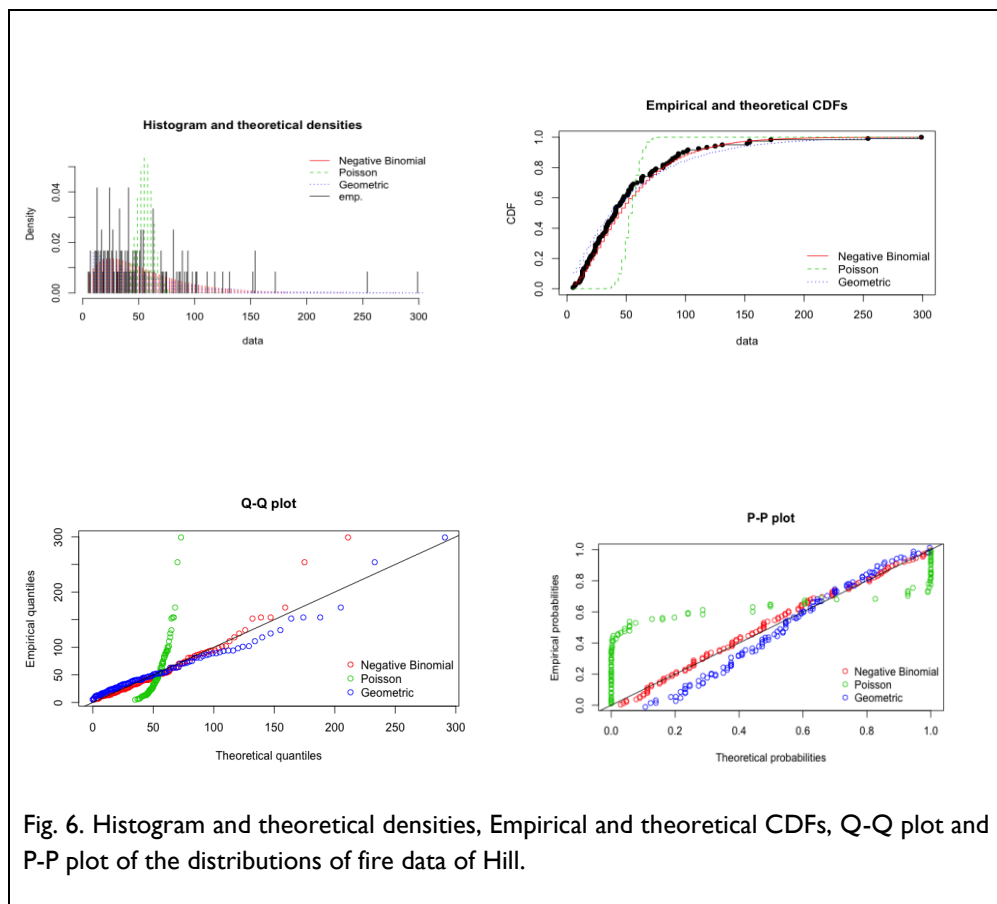 Histogram and theoretical densities
Negative Binomial
Poisson
Geometric
emp.
Density
0.04
0.02
0.00
0 50 100 150 200 250 300
data
Empirical and theoretical CDFs
CDF
1.0
0.8
0.6
0.4
0.2
0.0
Negative Binomial
Poisson
Geometric
0 50 100 150 200 250 300
data
Q-Q plot
Empirical quantiles
300
200
100
50
0
Negative Binomial
Poisson
Geometric
0 50 100 150 200 250 300
Theoretical quantiles
P-P plot
Empirical probabilities
1.0
0.8
0.6
0.4
0.2
0.0
Negative Binomial
Poisson
Geometric
0.0 0.2 0.4 0.6 0.8 1.0
Theoretical probabilities
Fig. 6. Histogram and theoretical densities, Empirical and theoretical CDFs, Q-Q plot and
P-P plot of the distributions of fire data of Hill.